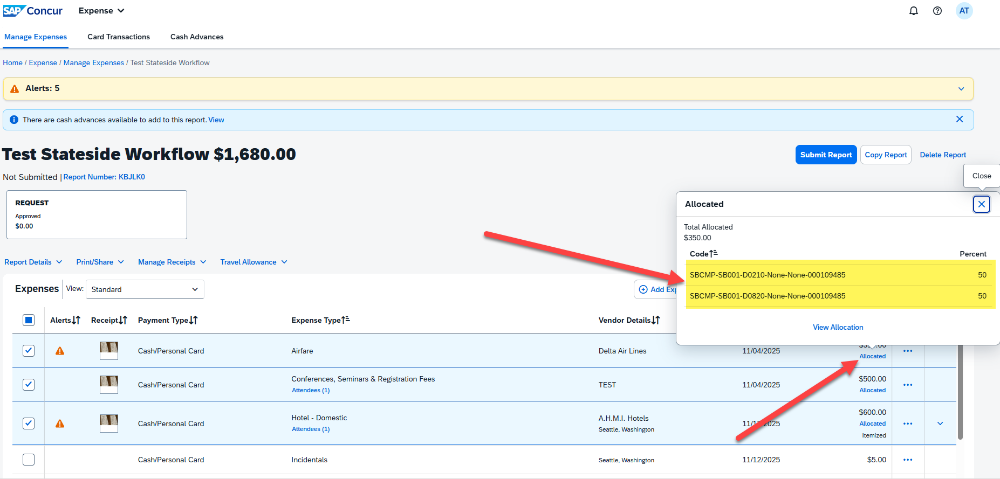 SAP Concur
Expense
AT
Manage Expenses
Card Transactions
Cash Advances
Home / Expense / Manage Expenses / Test Stateside Workflow
Alerts: 5
There are cash advances available to add to this report. View
Test Stateside Workflow $1,680.00
Submit Report
Copy Report
Delete Report
Not Submitted | Report Number: KBJLK0
Close
REQUEST
Approved
$0.00
Allocated
Total Allocated
$350.00
Code
Percent
SBCMP-SB001-D0210-None-None-000109485 50
SBCMP-SB001-D0820-None-None-000109485 50
View Allocation
Report Details
Print/Share
Manage Receipts
Travel Allowance
Expenses
View:
Standard
Add
Alerts
Receipt
Payment Type
Expense Type
Vendor Details
Cash/Personal Card
Airfare
Delta Air Lines
11/04/2025
Allocated
Cash/Personal Card
Conferences, Seminars & Registration Fees
Attendees (1)
TEST
11/04/2025
$500.00
Allocated
Cash/Personal Card
Hotel - Domestic
Attendees (1)
A.H.M.I. Hotels
Seattle, Washington
$600.00
Allocated
Itemized
Cash/Personal Card
Incidentals
Seattle, Washington
11/12/2025
$5.00